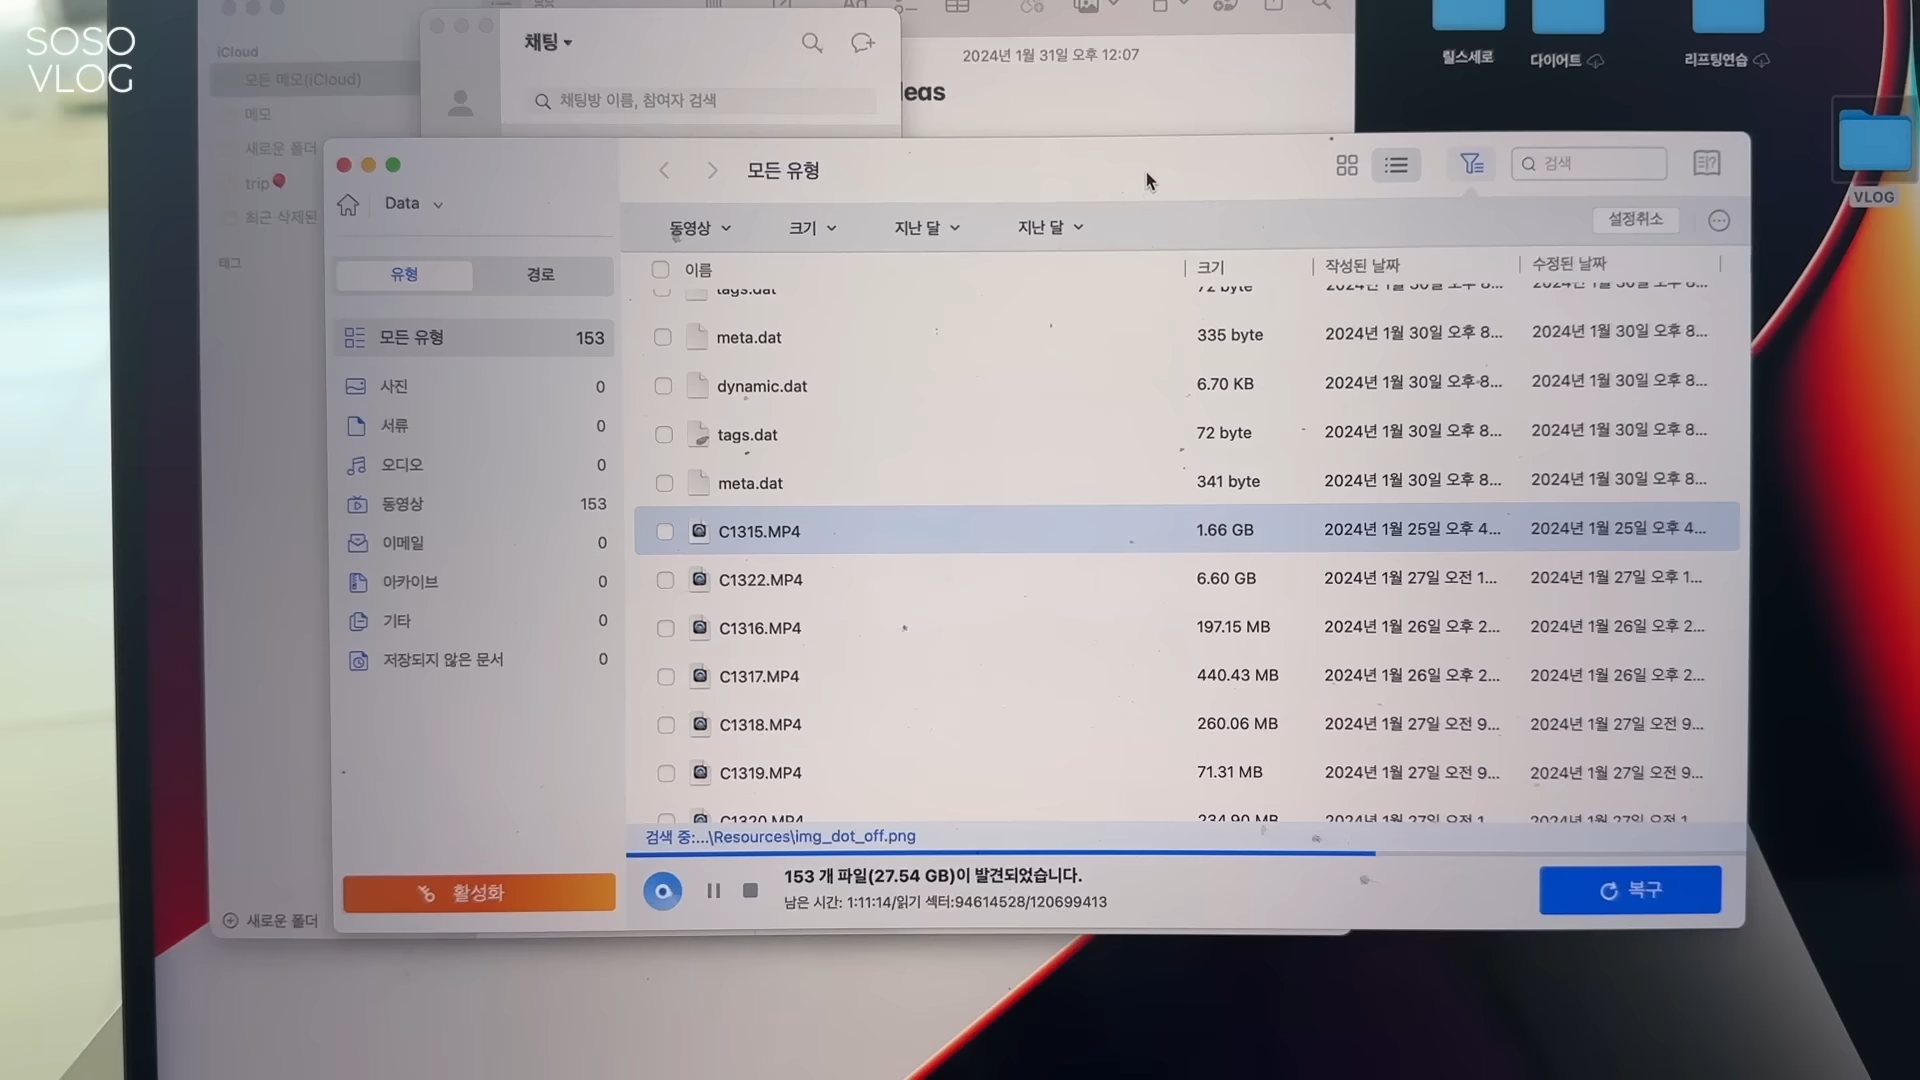 SOSO
VLOG
iCloud
모든 메모(iCloud)
메모
새로운 폴더
trip
최근 삭제된
태그
새로운 폴더
채팅
채팅방 이름, 참여자 검색
2024년 1월 31일 오후 12:07
eas
릴스세로
다이어트
리프팅연습
VLOG
Data
모든 유형
검색
동영상
크기
지난 달
지난 달
설정취소
유형
경로
모든 유형 153
사진 0
서류 0
오디오 0
동영상 153
이메일 0
아카이브 0
기타 0
저장되지 않은 문서 0
활성화
이름 크기 작성된 날짜 수정된 날짜
tags.dat 72 byte
meta.dat 335 byte 2024년 1월 30일 오후 8... 2024년 1월 30일 오후 8...
dynamic.dat 6.70 KB 2024년 1월 30일 오후 8... 2024년 1월 30일 오후 8...
tags.dat 72 byte 2024년 1월 30일 오후 8... 2024년 1월 30일 오후 8...
meta.dat 341 byte 2024년 1월 30일 오후 8... 2024년 1월 30일 오후 8...
C1315.MP4 1.66 GB 2024년 1월 25일 오후 4... 2024년 1월 25일 오후 4...
C1322.MP4 6.60 GB 2024년 1월 27일 오전 1... 2024년 1월 27일 오후 1...
C1316.MP4 197.15 MB 2024년 1월 26일 오후 2... 2024년 1월 26일 오후 2...
C1317.MP4 440.43 MB 2024년 1월 26일 오후 2... 2024년 1월 26일 오후 2...
C1318.MP4 260.06 MB 2024년 1월 27일 오전 9... 2024년 1월 27일 오전 9...
C1319.MP4 71.31 MB 2024년 1월 27일 오전 9... 2024년 1월 27일 오전 9...
C1320.MP4 234.90 MB
검색 중:...\Resources\img_dot_off.png
153 개 파일(27.54 GB)이 발견되었습니다.
남은 시간: 1:11:14/읽기 섹터:94614528/120699413
복구